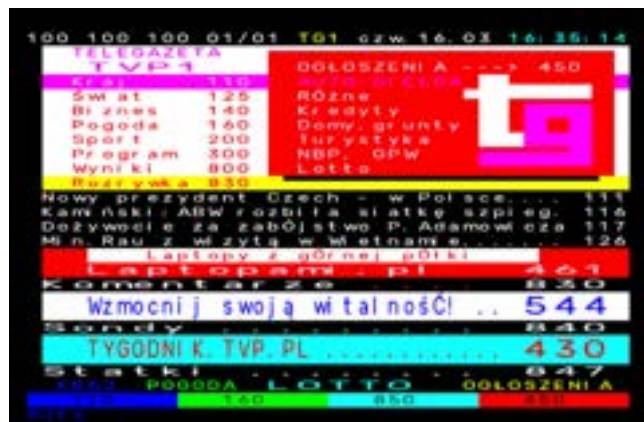 100 100 100 01/01 TG1 czw. 16. 03 16: 35: 14
TELEGAZETA
TVP1
OGŁOSZENIA ---> 450
Kraj 110
Świat 125
Różne
Biznes 140
Kredyty
Pogoda 160
Domy, grunty
Sport 200
Turystyka
Program 300
NBP, GPW
Wyniki 800
Lotto
Rozrywka 830
tg
Nowy prezydent Czech - w Polsce.... 111
Kamiński: ABW rozbiła siatkę szpieg. 116
Dożywocie za zabójstwo P. Adamowicza 117
Min. Rau z wizytą w Wietnamie....... 126
Laptopy z górnej półki
Laptopami. pl 461
Komentarze 830
Wzmocnij swoją witalnośĆ! .. 544
Sondy 840
TYGODNIK. TVP. PL ............ 430
Statki 847
POGODA LOTTO OGŁOSZENIA
160 850 450